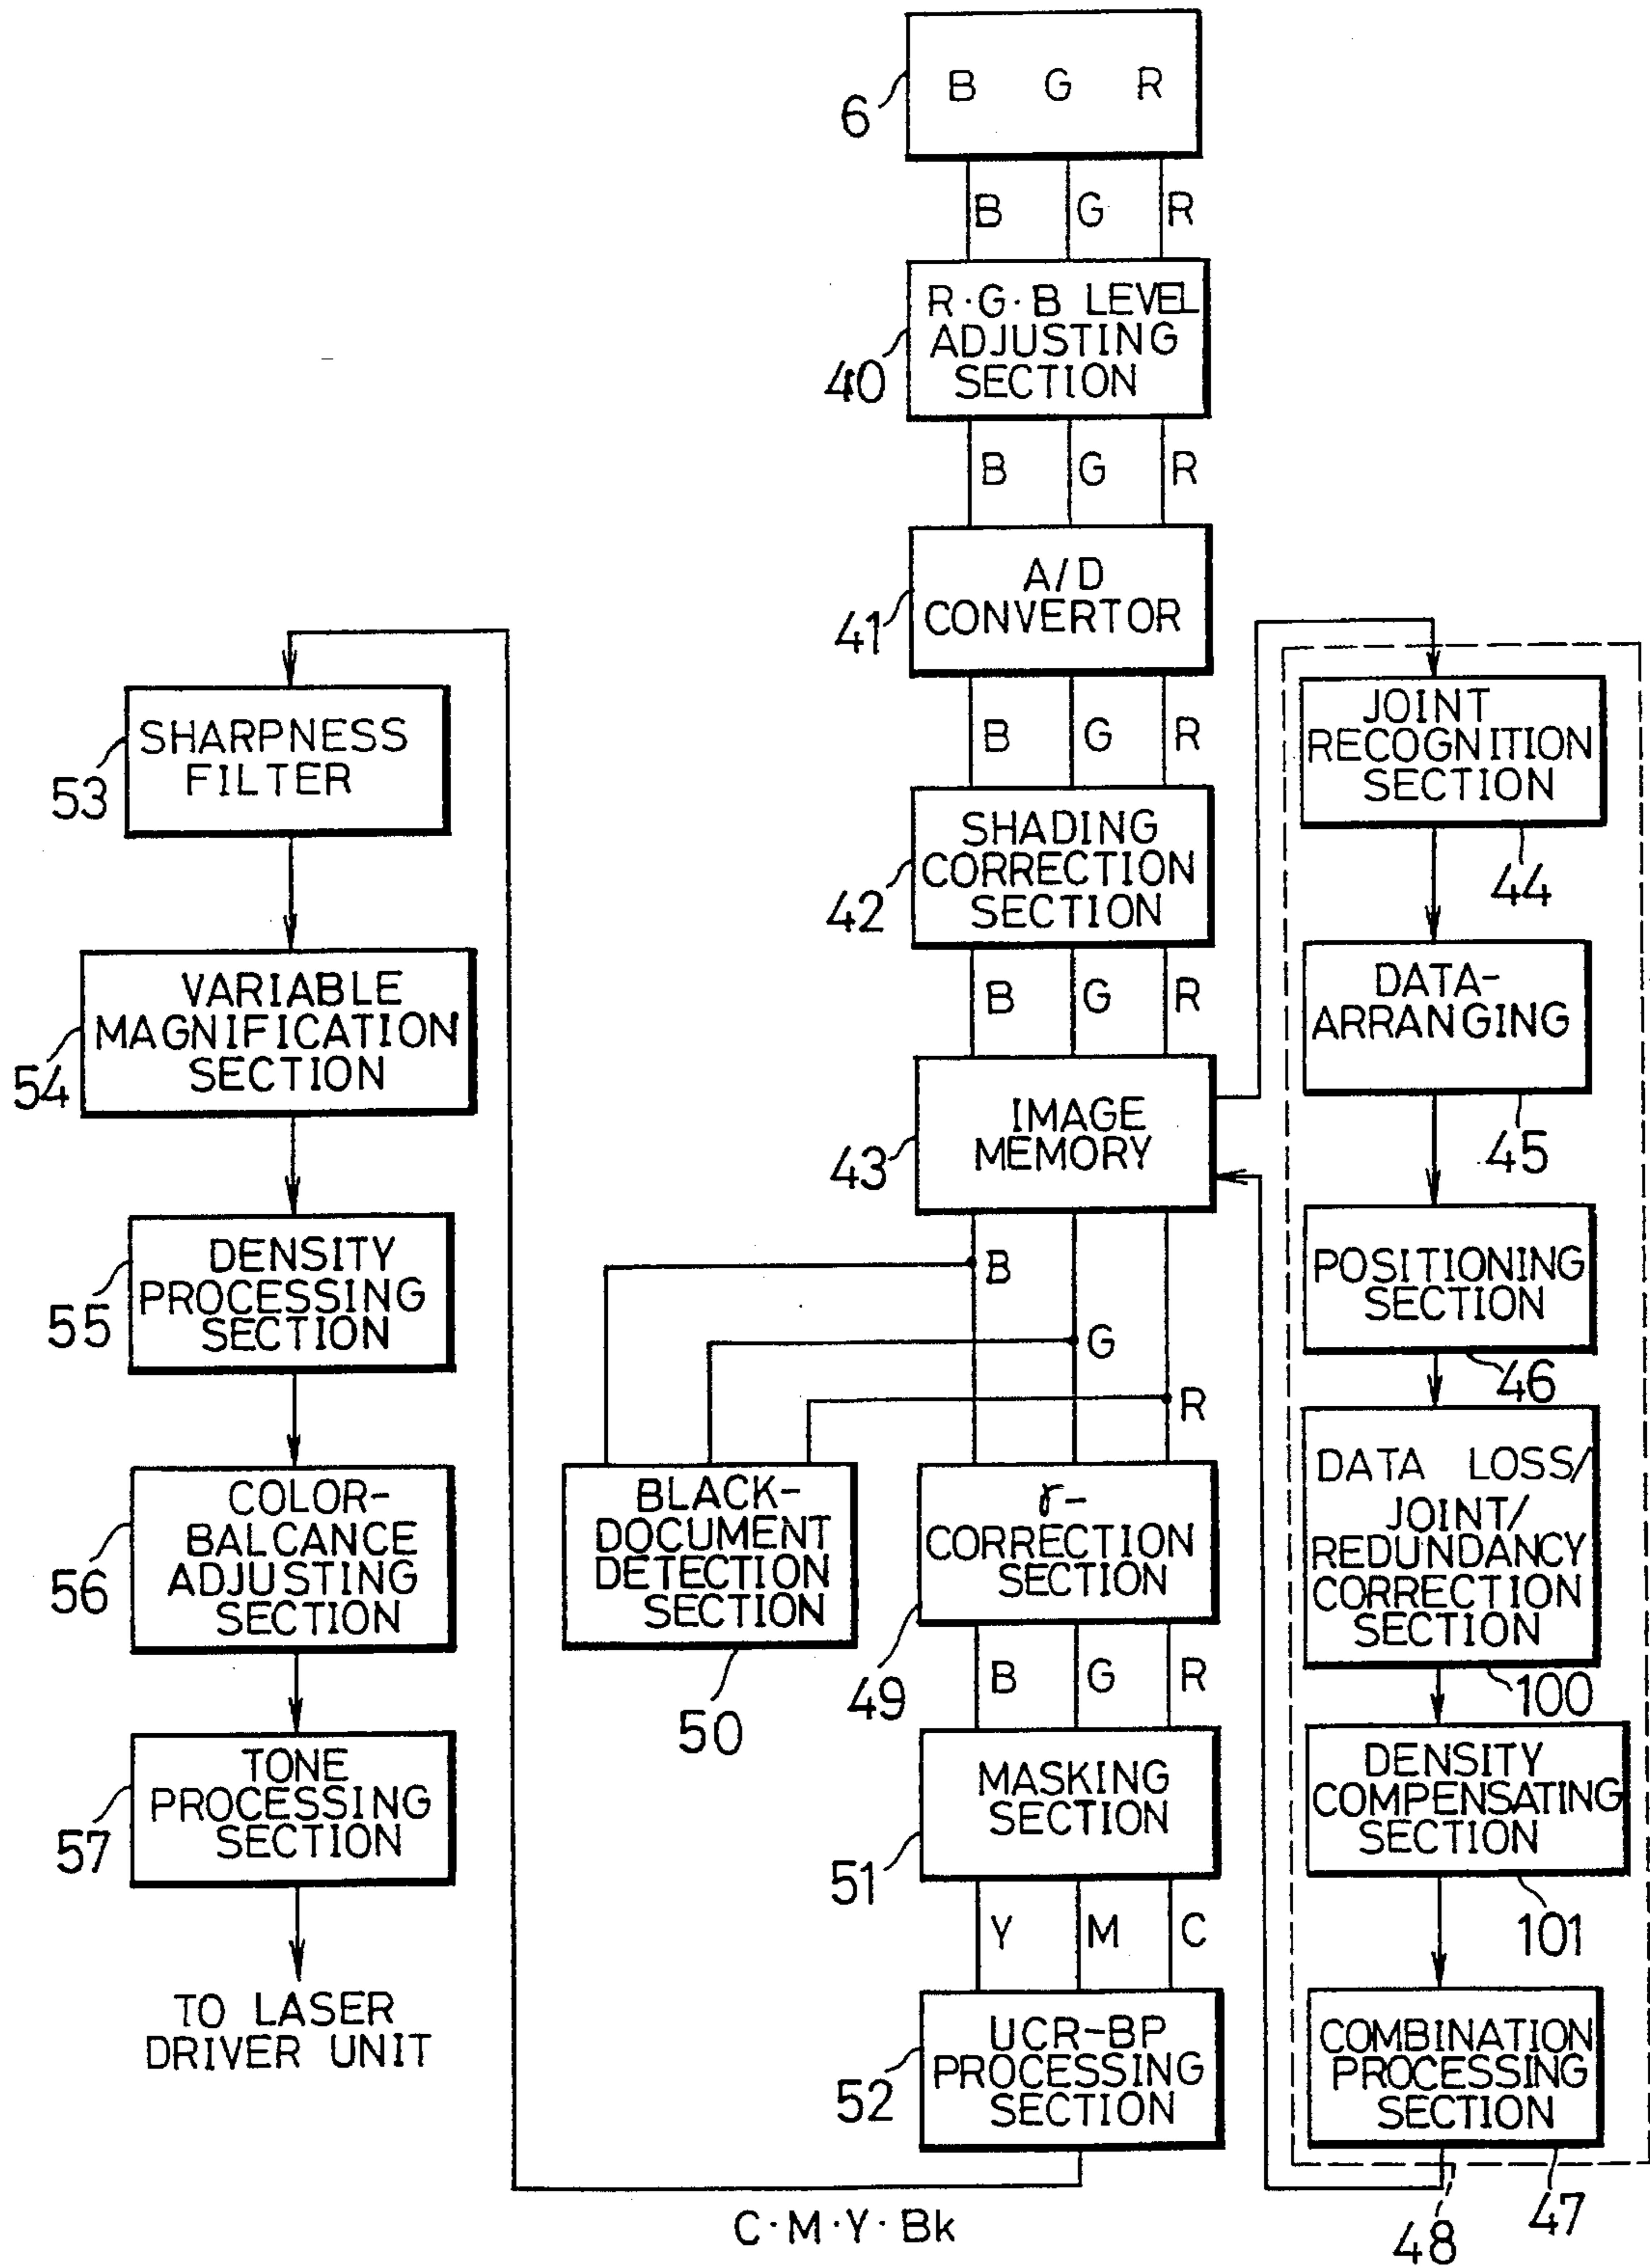 B G R
6
B G R
R·G·B LEVEL
ADJUSTING
SECTION
40
B G R
A/D
CONVERTOR
41
B G R
SHADING
CORRECTION
SECTION
42
B G R
IMAGE
MEMORY
43
JOINT
RECOGNITION
SECTION
44
DATA-
ARRANGING
45
POSITIONING
SECTION
46
DATA LOSS/
JOINT/
REDUNDANCY
CORRECTION
SECTION
100
DENSITY
COMPENSATING
SECTION
101
COMBINATION
PROCESSING
SECTION
47
48
B
G
R
BLACK-
DOCUMENT
DETECTION
SECTION
50
γ-
CORRECTION
SECTION
49
B G R
MASKING
SECTION
51
Y M C
UCR-BP
PROCESSING
SECTION
52
C·M·Y·Bk
SHARPNESS
FILTER
53
VARIABLE
MAGNIFICATION
SECTION
54
DENSITY
PROCESSING
SECTION
55
COLOR-
BALCANCE
ADJUSTING
SECTION
56
TONE
PROCESSING
SECTION
57
TO LASER
DRIVER UNIT